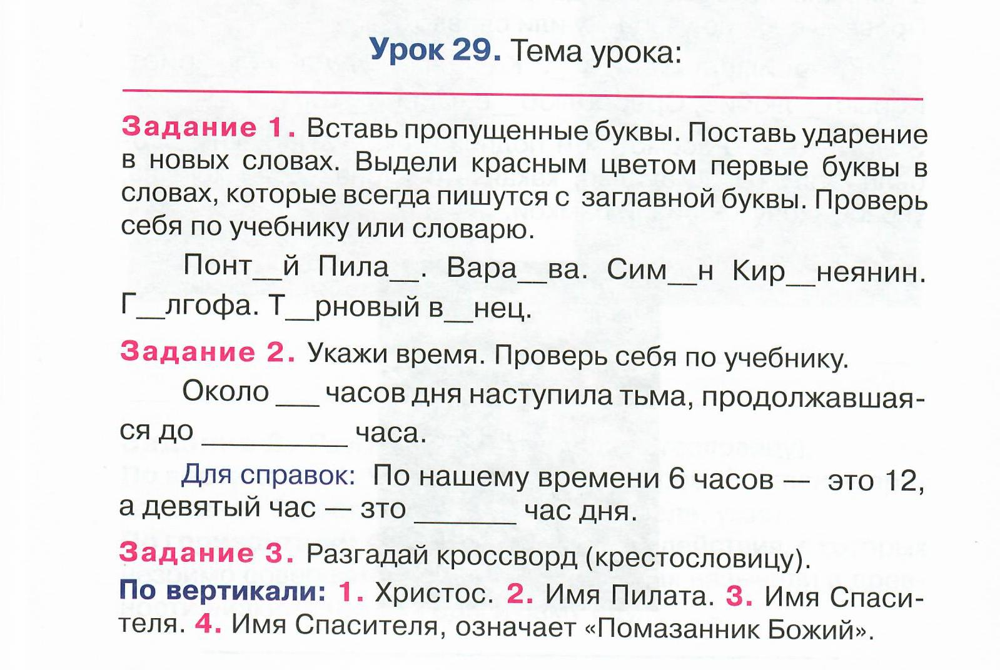 Урок 29. Тема урока:
Задание 1. Вставь пропущенные буквы. Поставь ударение
в новых словах. Выдели красным цветом первые буквы в
словах, которые всегда пишутся с заглавной буквы. Проверь
себя по учебнику или словарю.
Понт__й Пила__. Вара__ва. Сим__н Кир__неянин.
Г__лгофа. Т__рновый в__нец.
Задание 2. Укажи время. Проверь себя по учебнику.
Около ___ часов дня наступила тьма, продолжавшая-
ся до __________ часа.
Для справок: По нашему времени 6 часов — это 12,
а девятый час — зто _______ час дня.
Задание 3. Разгадай кроссворд (крестословицу).
По вертикали: 1. Христос. 2. Имя Пилата. 3. Имя Спаси-
теля. 4. Имя Спасителя, означает «Помазанник Божий».